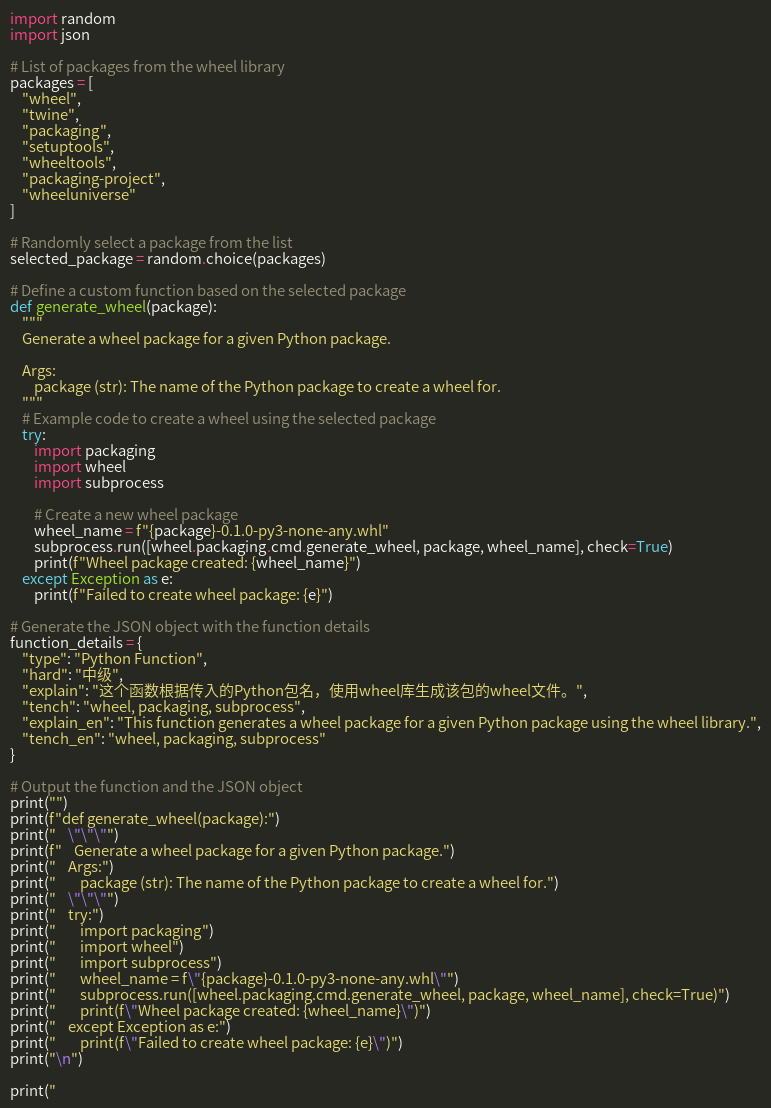 import random
import json

# List of packages from the wheel library
packages = [
    "wheel",
    "twine",
    "packaging",
    "setuptools",
    "wheeltools",
    "packaging-project",
    "wheeluniverse"
]

# Randomly select a package from the list
selected_package = random.choice(packages)

# Define a custom function based on the selected package
def generate_wheel(package):
    """
    Generate a wheel package for a given Python package.

    Args:
        package (str): The name of the Python package to create a wheel for.
    """
    # Example code to create a wheel using the selected package
    try:
        import packaging
        import wheel
        import subprocess

        # Create a new wheel package
        wheel_name = f"{package}-0.1.0-py3-none-any.whl"
        subprocess.run([wheel.packaging.cmd.generate_wheel, package, wheel_name], check=True)
        print(f"Wheel package created: {wheel_name}")
    except Exception as e:
        print(f"Failed to create wheel package: {e}")

# Generate the JSON object with the function details
function_details = {
    "type": "Python Function",
    "hard": "中级",
    "explain": "这个函数根据传入的Python包名，使用wheel库生成该包的wheel文件。",
    "tench": "wheel, packaging, subprocess",
    "explain_en": "This function generates a wheel package for a given Python package using the wheel library.",
    "tench_en": "wheel, packaging, subprocess"
}

# Output the function and the JSON object
print("")
print(f"def generate_wheel(package):")
print("    \"\"\"")
print(f"    Generate a wheel package for a given Python package.")
print("    Args:")
print("        package (str): The name of the Python package to create a wheel for.")
print("    \"\"\"")
print("    try:")
print("        import packaging")
print("        import wheel")
print("        import subprocess")
print("        wheel_name = f\"{package}-0.1.0-py3-none-any.whl\"")
print("        subprocess.run([wheel.packaging.cmd.generate_wheel, package, wheel_name], check=True)")
print("        print(f\"Wheel package created: {wheel_name}\")")
print("    except Exception as e:")
print("        print(f\"Failed to create wheel package: {e}\")")
print("\n")

print("